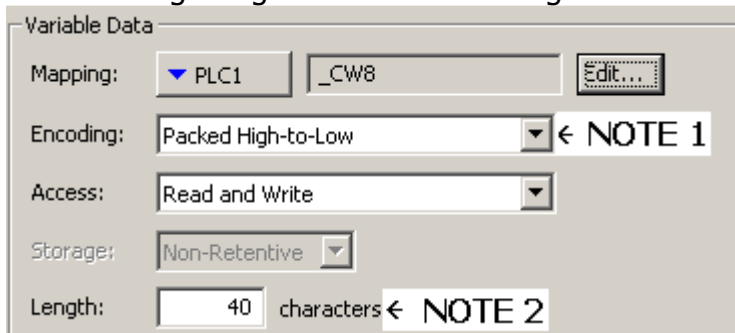 Variable Data
Mapping: PLC1 _CW8 Edit...
Encoding: Packed High-to-Low ← NOTE 1
Access: Read and Write
Storage: Non-Retentive
Length: 40 characters ← NOTE 2